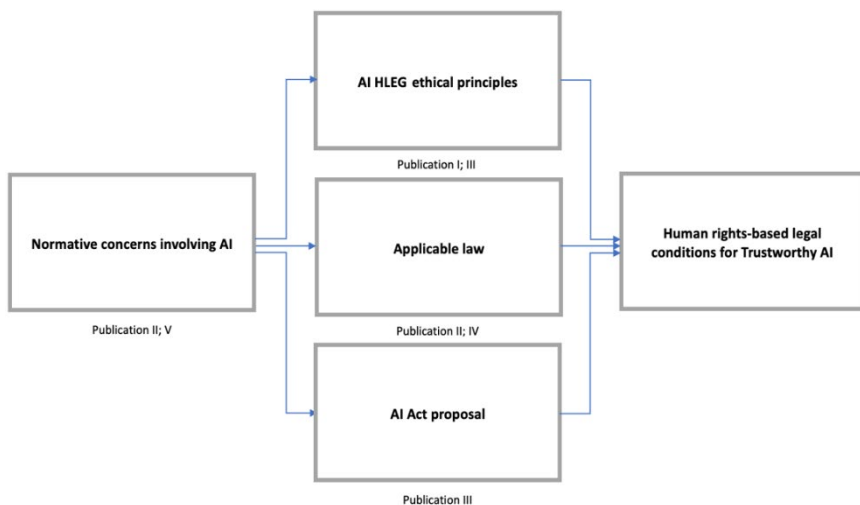 AI HLEG ethical principles
Publication I; III
Normative concerns involving AI
Publication II; V
Applicable law
Publication II; IV
Human rights-based legal
conditions for Trustworthy AI
AI Act proposal
Publication III